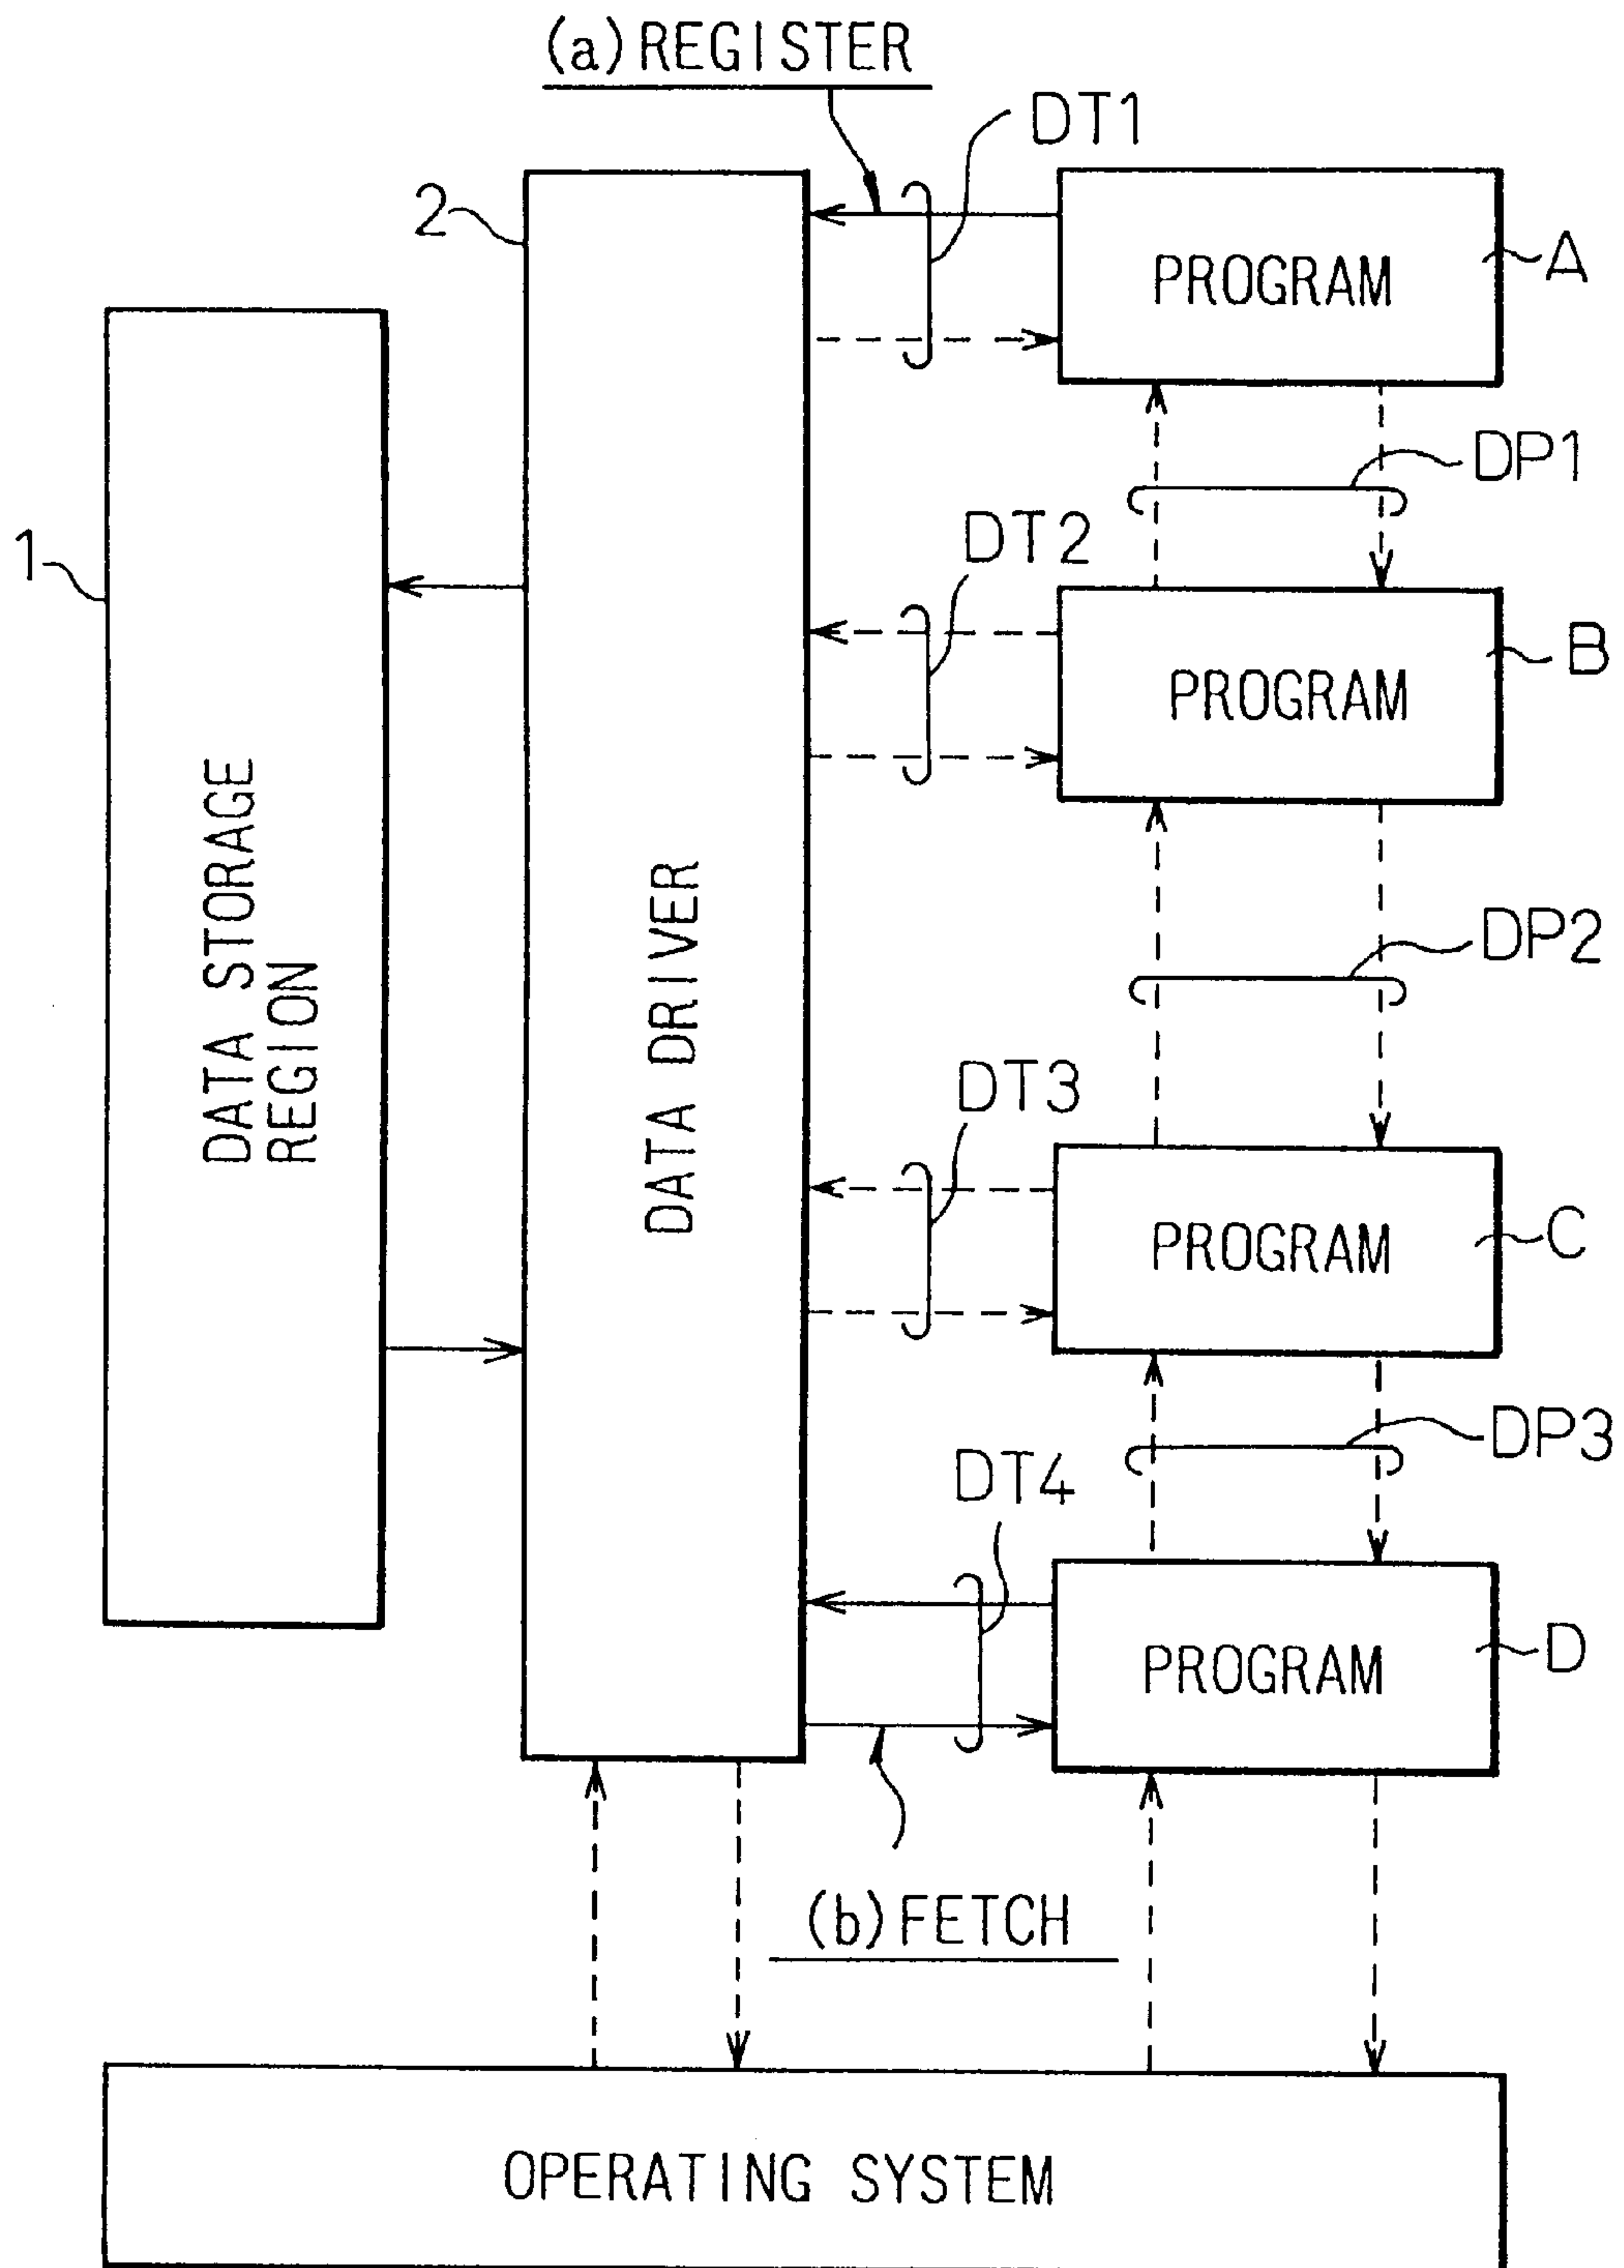 (a) REGISTER
DT1
2
PROGRAM
A
DP1
1
DT2
PROGRAM
B
DATA STORAGE
REGION
DATA DRIVER
DP2
DT3
PROGRAM
C
DP3
DT4
PROGRAM
D
(b) FETCH
OPERATING SYSTEM